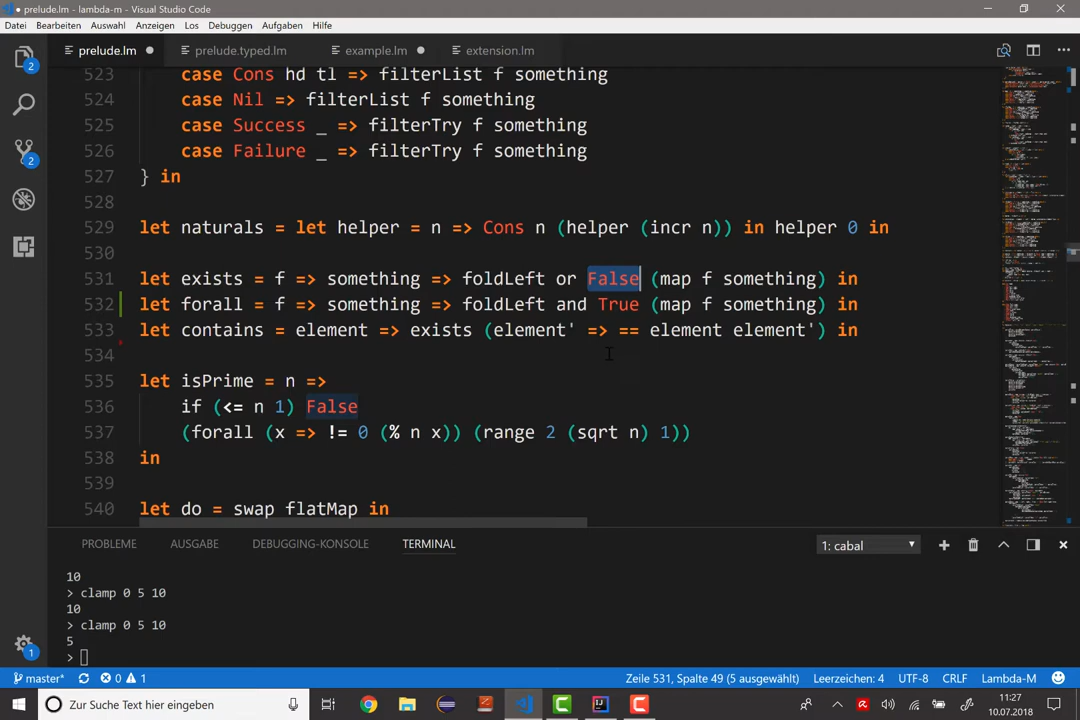 prelude.lm - lambda-m - Visual Studio Code
Datei Bearbeiten Auswahl Anzeigen Los Debuggen Aufgaben Hilfe
prelude.lm prelude.typed.lm example.lm extension.lm
523 case Cons hd tl => filterList f something
524 case Nil => filterList f something
525 case Success _ => filterTry f something
526 case Failure _ => filterTry f something
527 } in
528
529 let naturals = let helper = n => Cons n (helper (incr n)) in helper 0 in
530
531 let exists = f => something => foldLeft or False (map f something) in
532 let forall = f => something => foldLeft and True (map f something) in
533 let contains = element => exists (element' => == element element') in
534
535 let isPrime = n =>
536 if (<= n 1) False
537 (forall (x => != 0 (% n x)) (range 2 (sqrt n) 1))
538 in
539
540 let do = swap flatMap in
PROBLEME AUSGABE DEBUGGING-KONSOLE TERMINAL 1: cabal
10
> clamp 0 5 10
10
> clamp 0 5 10
5
>
master* 0 1 Zeile 531, Spalte 49 (5 ausgewählt) Leerzeichen: 4 UTF-8 CRLF Lambda-M
Zur Suche Text hier eingeben
11:27
10.07.2018
2
2
1